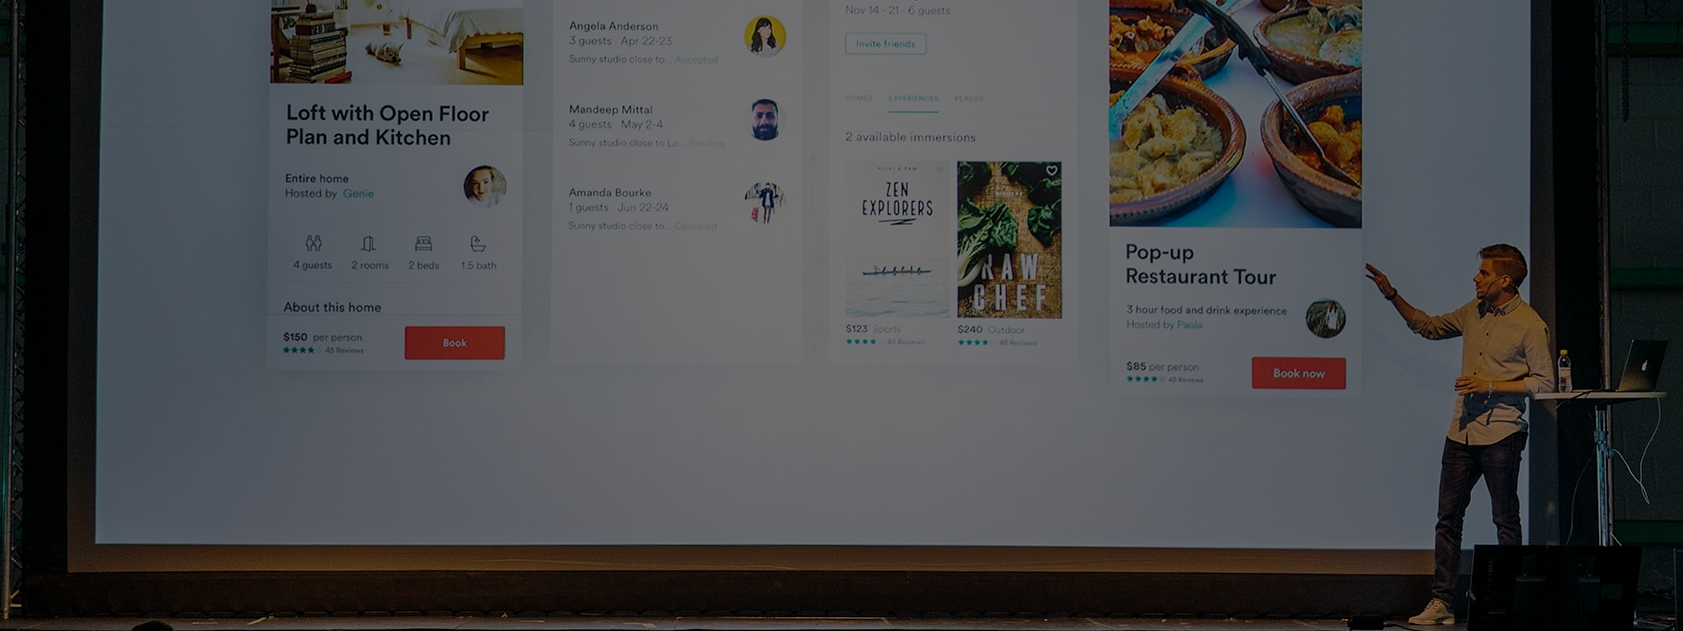 Loft with Open Floor
Plan and Kitchen
Entire home
Hosted by Genie
4 guests 2 rooms 2 beds 1.5 bath
About this home
$150 per person
45 Reviews
Book
Angela Anderson
3 guests Apr 22-23
Sunny studio close to... Accepted
Mandeep Mittal
4 guests May 2-4
Sunny studio close to Lo... Pending
Amanda Bourke
1 guests Jun 22-24
Sunny studio close to... Canceled
Nov 14 - 21 · 6 guests
Invite friends
HOMES EXPERIENCES PLACES
2 available immersions
ZEN
EXPLORERS
$123 Sports
45 Reviews
RAW
CHEF
$240 Outdoor
45 Reviews
Pop-up
Restaurant Tour
3 hour food and drink experience
Hosted by Paola
$85 per person
45 Reviews
Book now